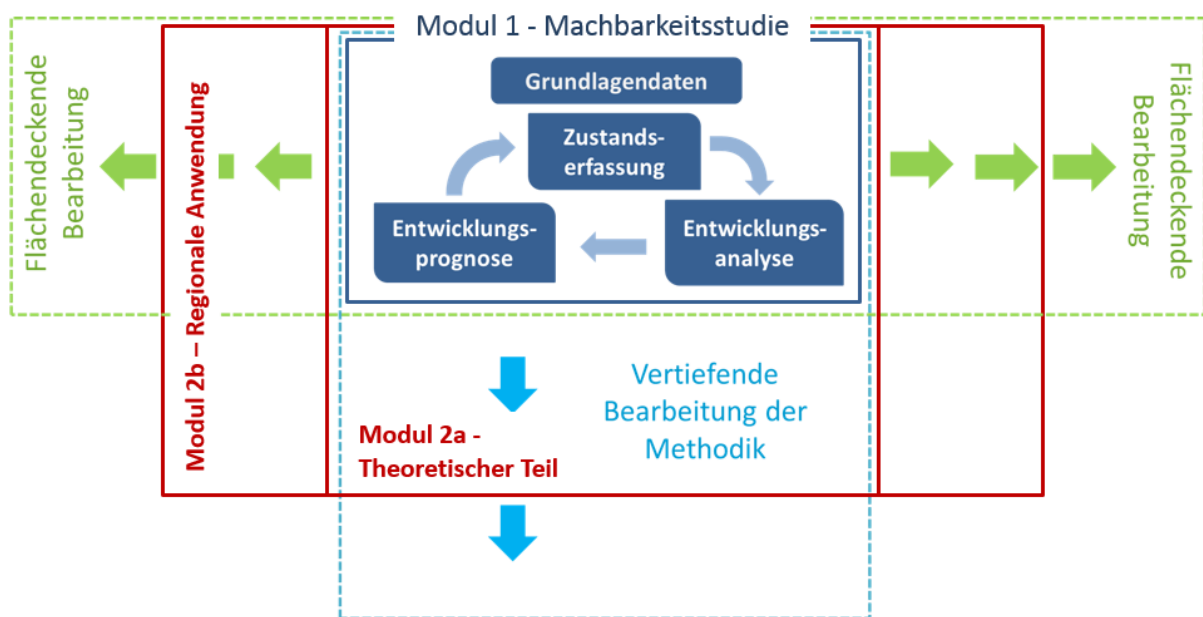 Modul 1 - Machbarkeitsstudie
Grundlagendaten
Zustands-
erfassung
Entwicklungs-
prognose
Entwicklungs-
analyse
Flächendeckende
Bearbeitung
Modul 2b – Regionale Anwendung
Flächendeckende
Bearbeitung
Vertiefende
Bearbeitung der
Methodik
Modul 2a -
Theoretischer Teil